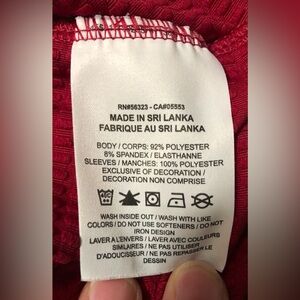 RN#56323 - CA#05553
MADE IN SRI LANKA
FABRIQUE AU SRI LANKA
BODY / CORPS: 92% POLYESTER
8% SPANDEX / ELASTHANNE
SLEEVES / MANCHES: 100% POLYESTER
EXCLUSIVE OF DECORATION /
DECORATION NON COMPRISE
WASH INSIDE OUT / WASH WITH LIKE
COLORS / DO NOT USE SOFTENERS / DO NOT
IRON DESIGN
LAVER A L'ENVERS / LAVER AVEC COULEURS
SIMILAIRES / NE PAS UTILISER
D'ADOUCISSEUR / NE PAS REPASSER LE
DESSIN